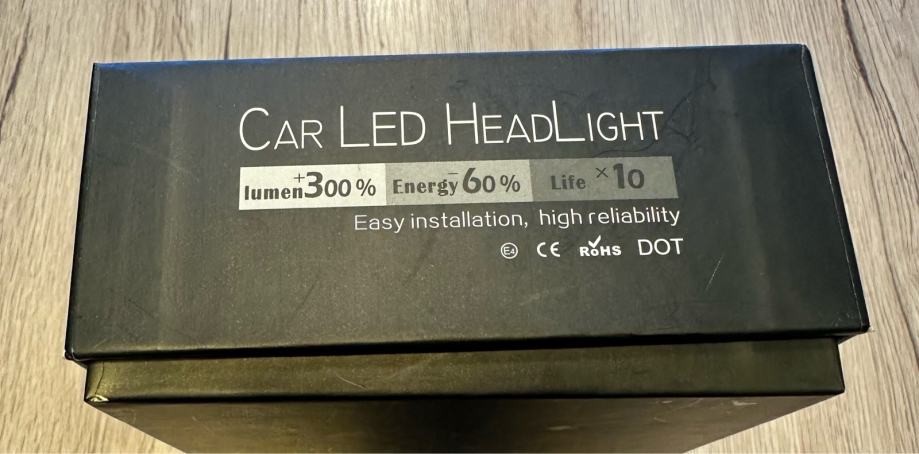 CAR LED HEADLIGHT
lumen+300% Energy-60% Life ×10
Easy installation, high reliability
E4 CE RoHS DOT